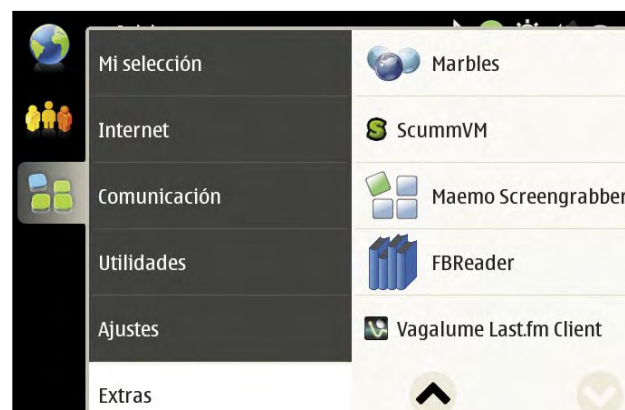 Mi selección
Internet
Comunicación
Utilidades
Ajustes
Extras
Marbles
ScummVM
Maemo Screengrabber
FBReader
Vagalume Last.fm Client